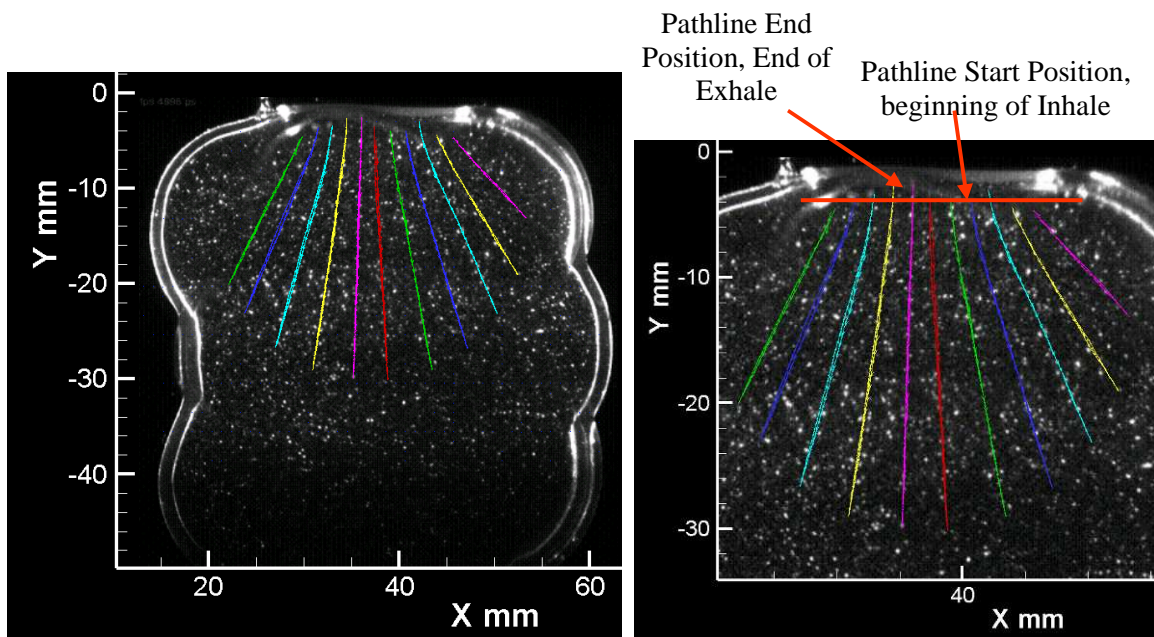 Pathline End
Position, End of
Exhale
Pathline Start Position,
beginning of Inhale
0
-10
-20
-30
-40
Y mm
20
40
60
X mm
0
-10
-20
-30
Y mm
40
X mm